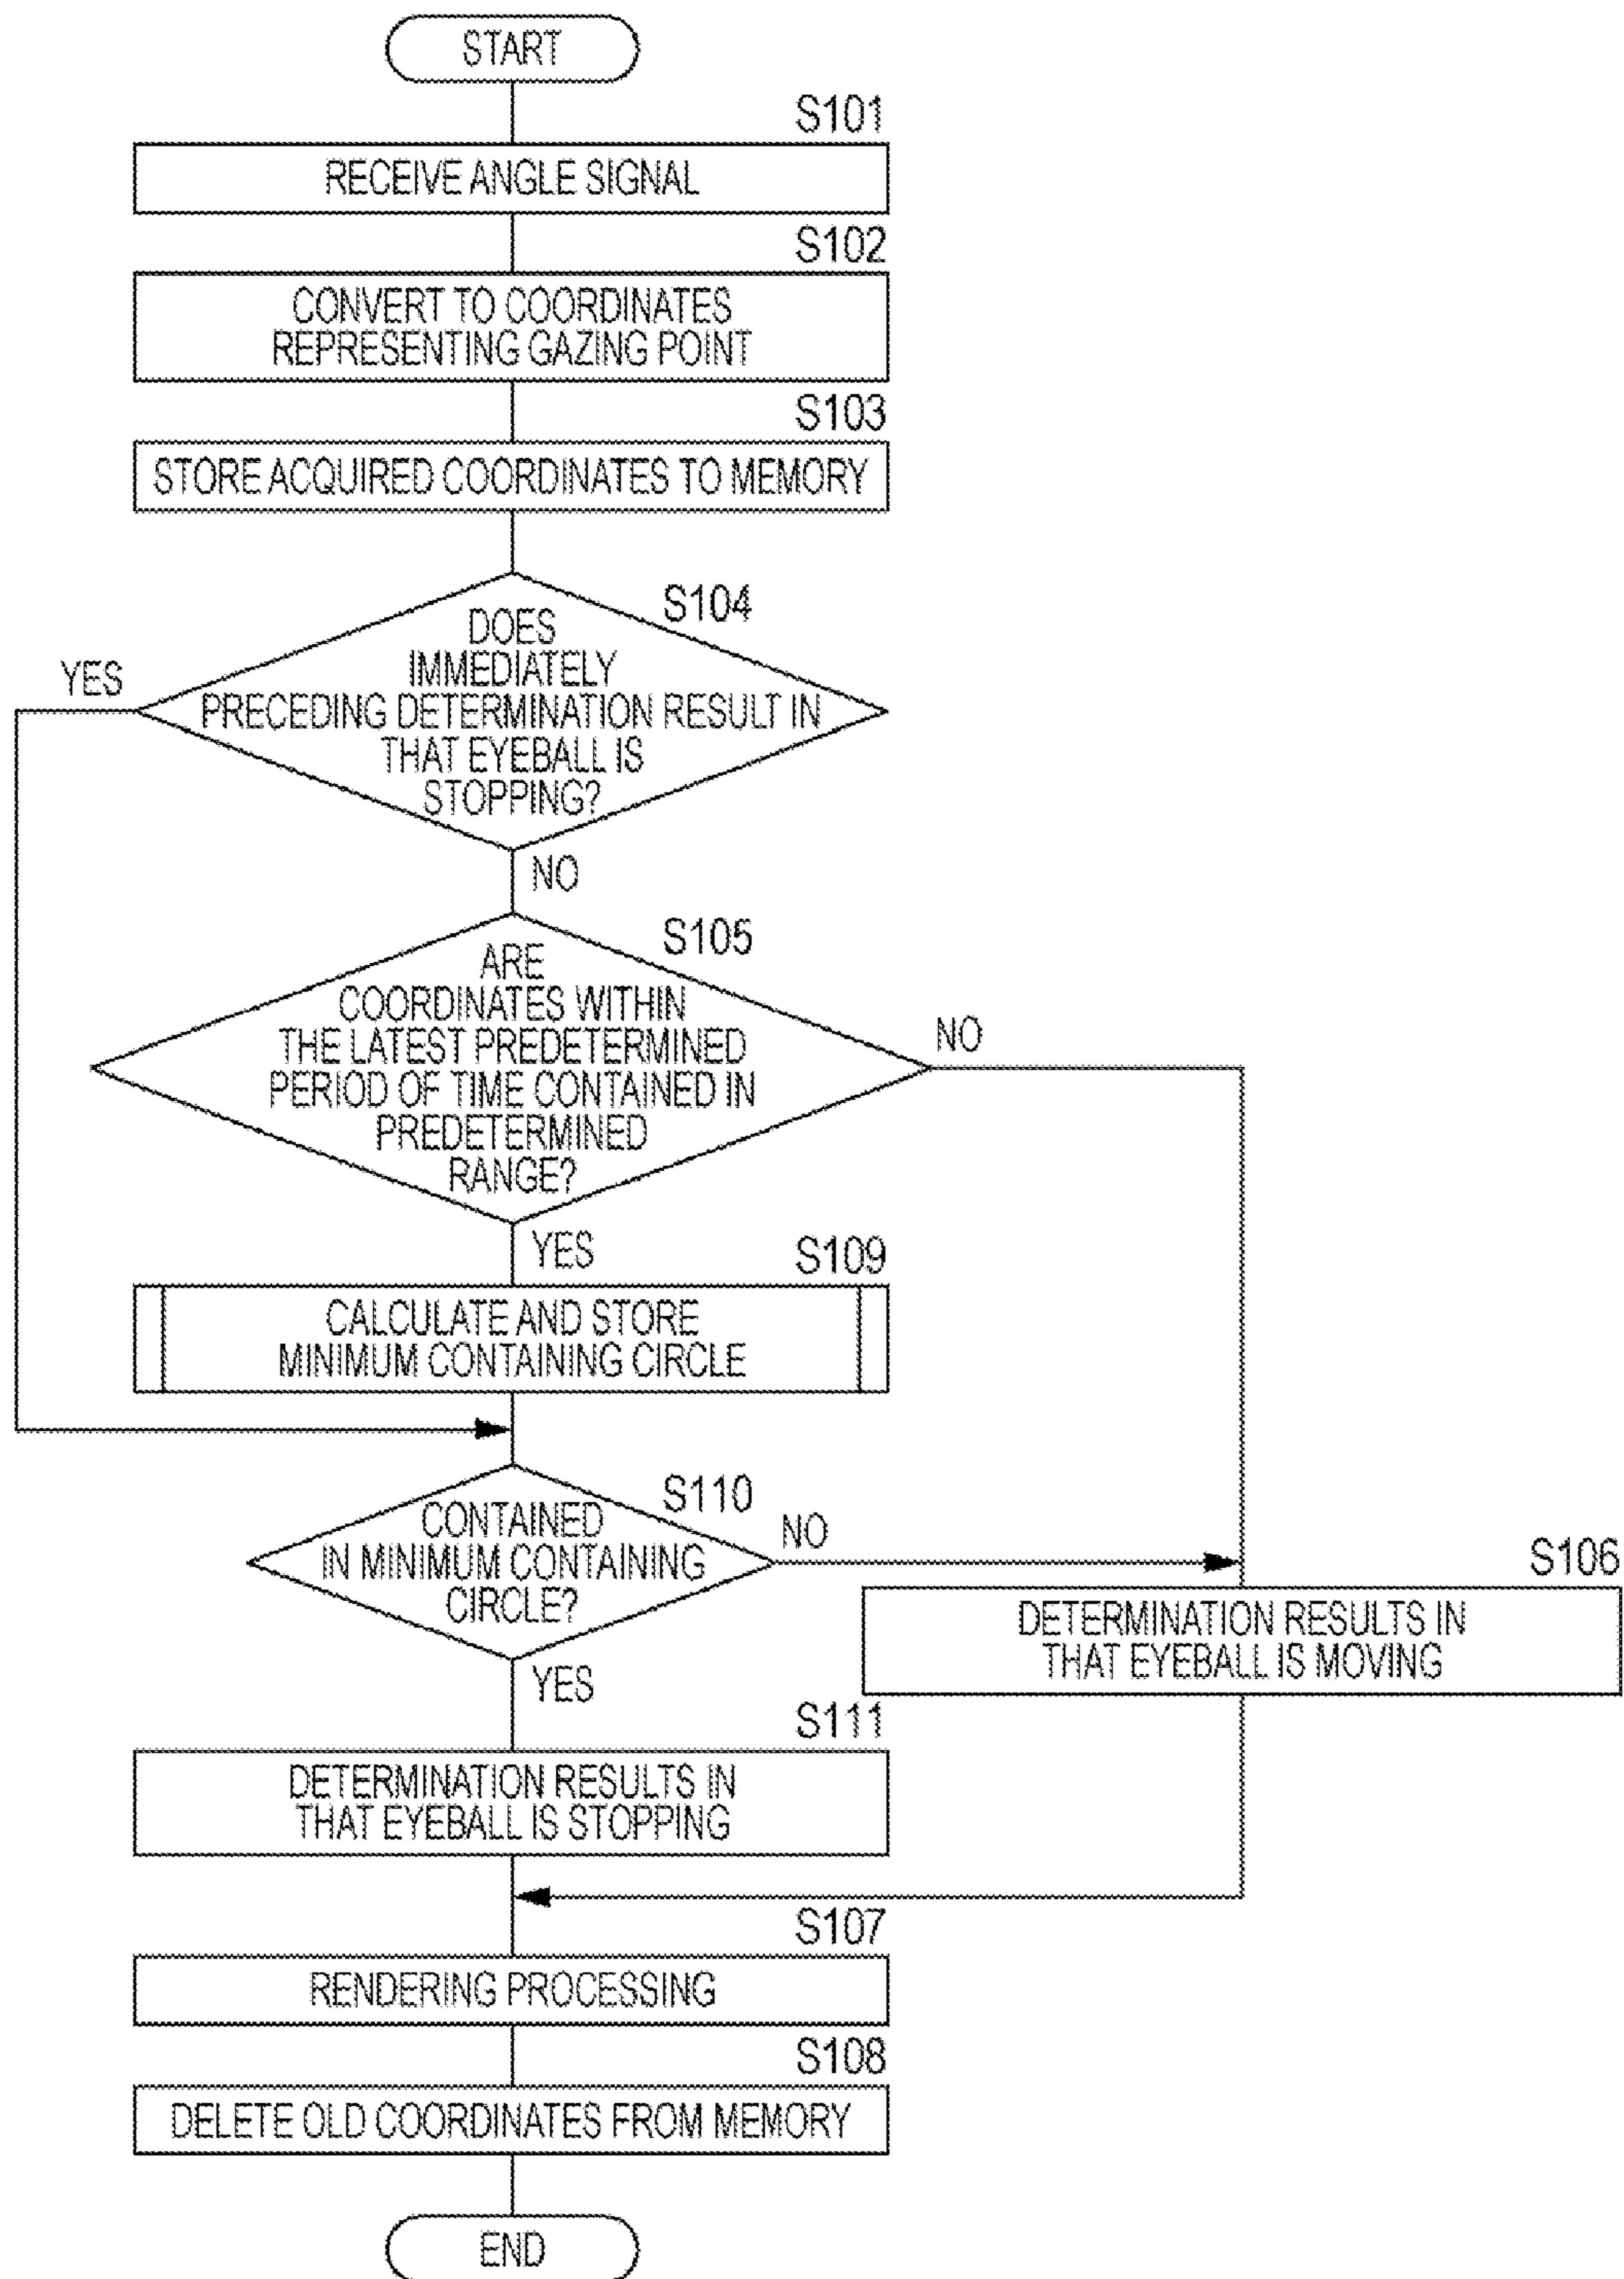 START
S101
RECEIVE ANGLE SIGNAL
S102
CONVERT TO COORDINATES
REPRESENTING GAZING POINT
S103
STORE ACQUIRED COORDINATES TO MEMORY
S104
DOES
IMMEDIATELY
PRECEDING DETERMINATION RESULT IN
THAT EYEBALL IS
STOPPING?
YES
NO
S105
ARE
COORDINATES WITHIN
THE LATEST PREDETERMINED
PERIOD OF TIME CONTAINED IN
PREDETERMINED
RANGE?
NO
YES
S109
CALCULATE AND STORE
MINIMUM CONTAINING CIRCLE
S110
CONTAINED
IN MINIMUM CONTAINING
CIRCLE?
NO
YES
S106
DETERMINATION RESULTS IN
THAT EYEBALL IS MOVING
S111
DETERMINATION RESULTS IN
THAT EYEBALL IS STOPPING
S107
RENDERING PROCESSING
S108
DELETE OLD COORDINATES FROM MEMORY
END